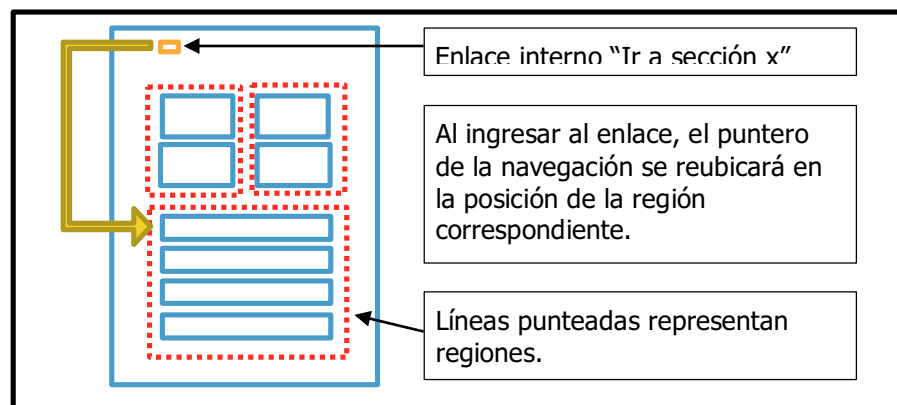 Enlace interno “Ir a sección x”
Al ingresar al enlace, el puntero
de la navegación se reubicará en
la posición de la región
correspondiente.
Líneas punteadas representan
regiones.